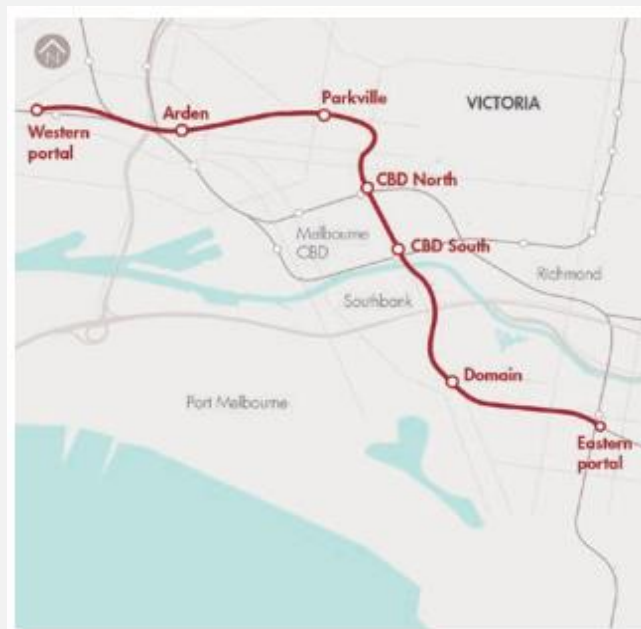 N
Parkville
Arden
VICTORIA
Western
portal
CBD North
Melbourne
CBD
CBD South
Richmond
Southbank
Domain
Port Melbourne
Eastern
portal